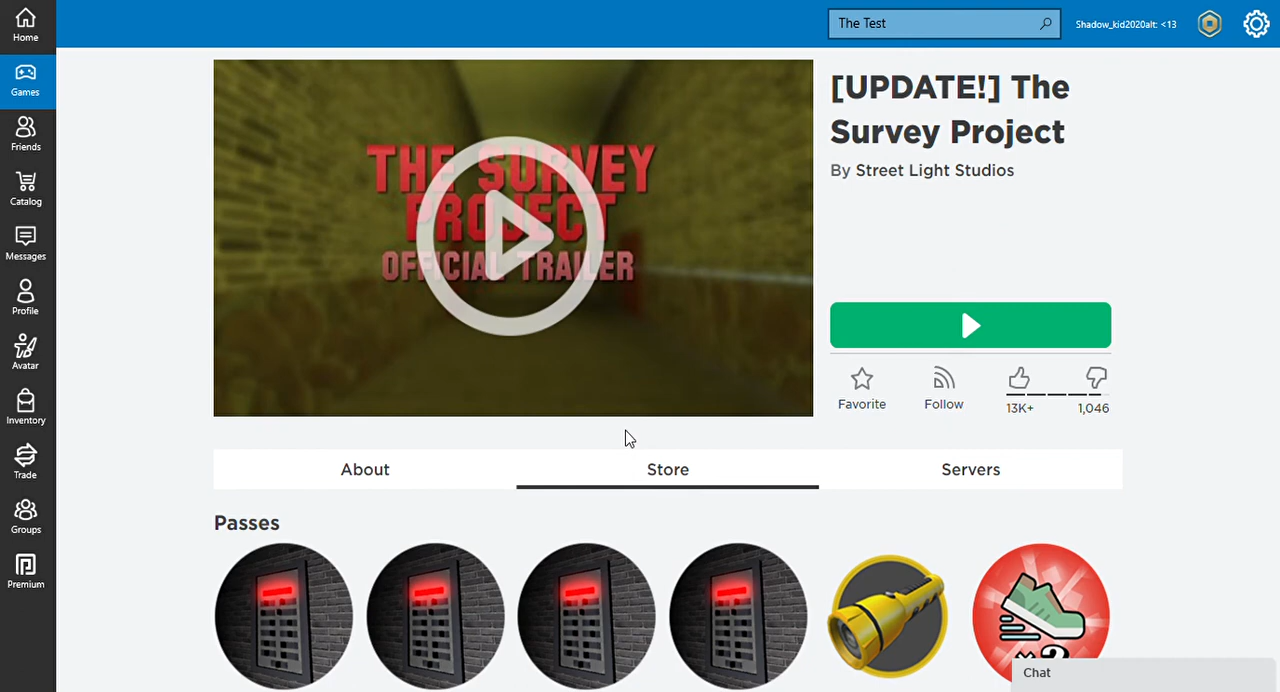 Home
Games
Friends
Catalog
Messages
Profile
Avatar
Inventory
Trade
Groups
Premium
The Test
Shadow_kid2020alt: <13
THE SURVEY
PROJECT
OFFICIAL TRAILER
[UPDATE!] The
Survey Project
By Street Light Studios
Favorite
Follow
13K+
1,046
About
Store
Servers
Passes
Chat